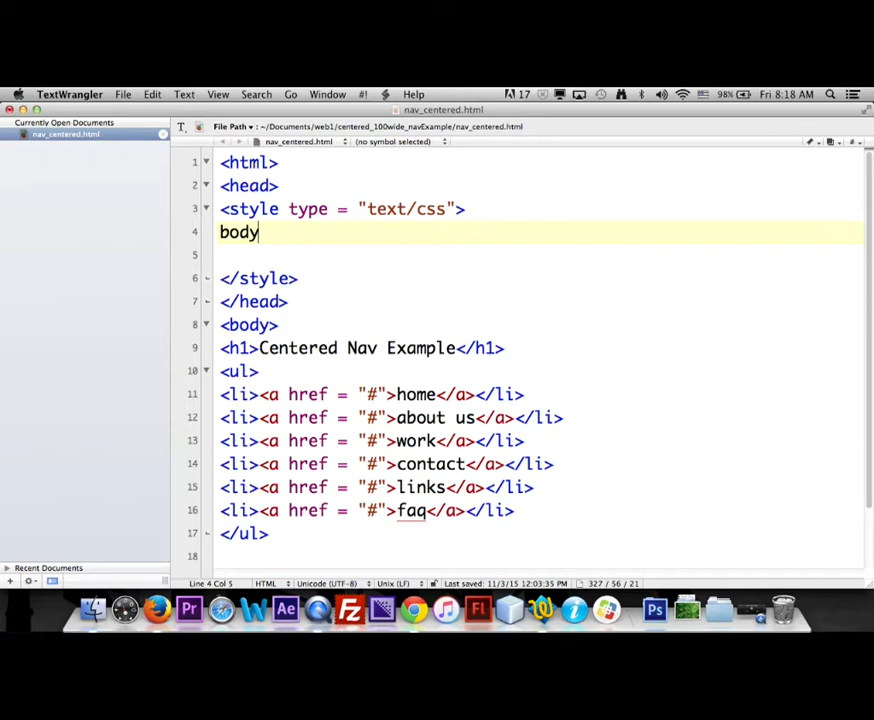 TextWrangler File Edit Text View Search Go Window #! Help 17 98% Fri 8:18 AM
nav_centered.html
Currently Open Documents
nav_centered.html
File Path ▾ : ~/Documents/web1/centered_100wide_navExample/nav_centered.html
nav_centered.html (no symbol selected)
1 <html>
2 <head>
3 <style type = "text/css">
4 body
5
6 </style>
7 </head>
8 <body>
9 <h1>Centered Nav Example</h1>
10 <ul>
11 <li><a href = "#">home</a></li>
12 <li><a href = "#">about us</a></li>
13 <li><a href = "#">work</a></li>
14 <li><a href = "#">contact</a></li>
15 <li><a href = "#">links</a></li>
16 <li><a href = "#">faq</a></li>
17 </ul>
18
Recent Documents
Line 4 Col 5 HTML Unicode (UTF-8) Unix (LF) Last saved: 11/3/15 12:03:35 PM 327 / 56 / 21
Pr W Ae Fz Fl i Ps